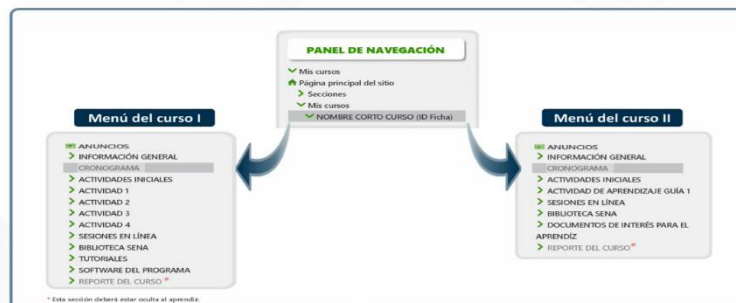 PANEL DE NAVEGACIÓN
Mis cursos
Página principal del sitio
Secciones
Mis cursos
NOMBRE CORTO CURSO (ID Ficha)
Menú del curso I
ANUNCIOS
INFORMACIÓN GENERAL
CRONOGRAMA
ACTIVIDADES INICIALES
ACTIVIDAD 1
ACTIVIDAD 2
ACTIVIDAD 3
ACTIVIDAD 4
SESIONES EN LÍNEA
BIBLIOTECA SENA
TUTORIALES
SOFTWARE DEL PROGRAMA
REPORTE DEL CURSO *
* Esta sección deberá estar oculta al aprendiz.
Menú del curso II
ANUNCIOS
INFORMACIÓN GENERAL
CRONOGRAMA
ACTIVIDADES INICIALES
ACTIVIDAD DE APRENDIZAJE GUÍA 1
SESIONES EN LÍNEA
BIBLIOTECA SENA
DOCUMENTOS DE INTERÉS PARA EL
APRENDÍZ
REPORTE DEL CURSO *